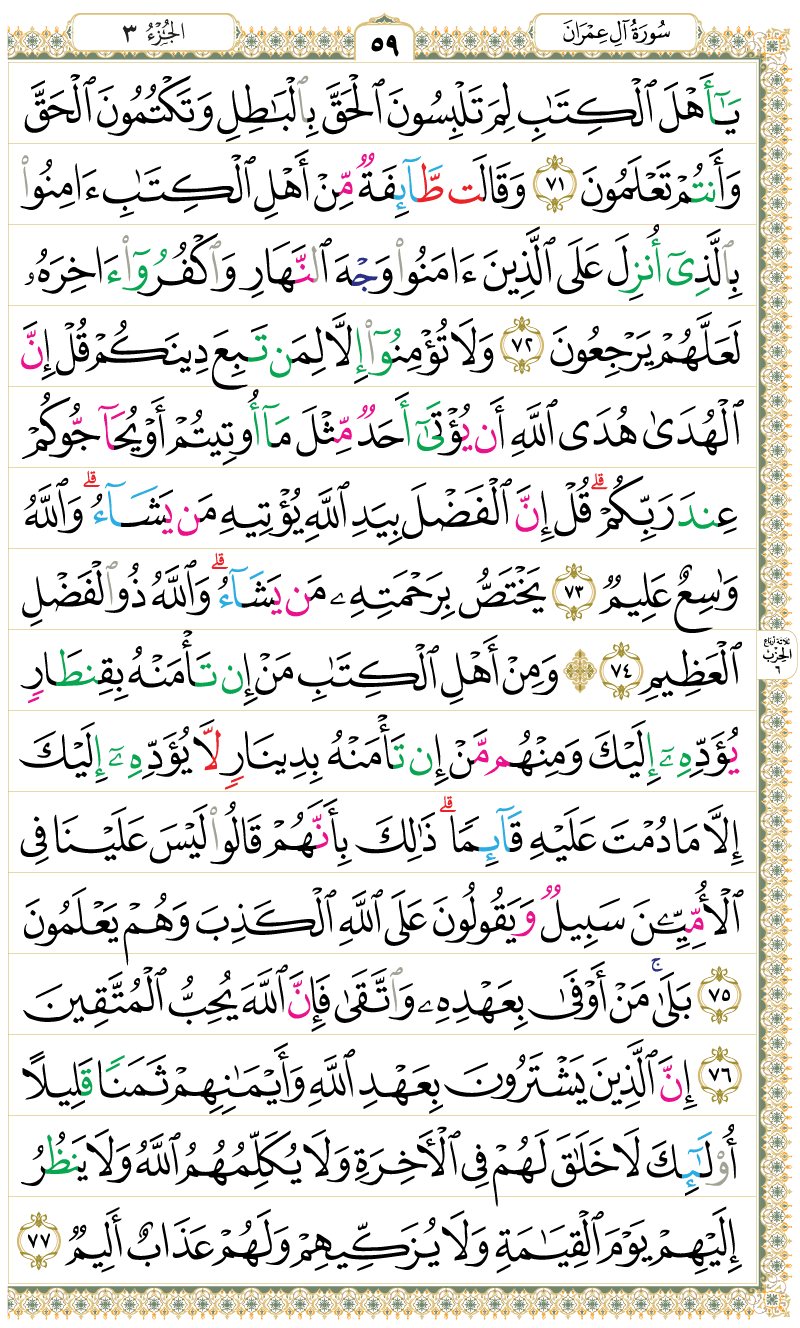 سُورَةُ آلِ عِمْرَانَ
٥٩
الجُزْءُ ٣
يَـٰٓأَهْلَ ٱلْكِتَـٰبِ لِمَ تَلْبِسُونَ ٱلْحَقَّ بِٱلْبَـٰطِلِ وَتَكْتُمُونَ ٱلْحَقَّ
وَأَنتُمْ تَعْلَمُونَ ٧١ وَقَالَت طَّآئِفَةٌ مِّنْ أَهْلِ ٱلْكِتَـٰبِ ءَامِنُوا۟
بِٱلَّذِىٓ أُنزِلَ عَلَى ٱلَّذِينَ ءَامَنُوا۟ وَجْهَ ٱلنَّهَارِ وَٱكْفُرُوٓا۟ ءَاخِرَهُۥ
لَعَلَّهُمْ يَرْجِعُونَ ٧٢ وَلَا تُؤْمِنُوٓا۟ إِلَّا لِمَن تَبِعَ دِينَكُمْ قُلْ إِنَّ
ٱلْهُدَىٰ هُدَى ٱللَّهِ أَن يُؤْتَىٰٓ أَحَدٌ مِّثْلَ مَآ أُوتِيتُمْ أَوْ يُحَآجُّوكُمْ
عِندَ رَبِّكُمْ ۗ قُلْ إِنَّ ٱلْفَضْلَ بِيَدِ ٱللَّهِ يُؤْتِيهِ مَن يَشَآءُ ۗ وَٱللَّهُ
وَٰسِعٌ عَلِيمٌ ٧٣ يَخْتَصُّ بِرَحْمَتِهِۦ مَن يَشَآءُ ۗ وَٱللَّهُ ذُو ٱلْفَضْلِ
ٱلْعَظِيمِ ٧٤ ۞ وَمِنْ أَهْلِ ٱلْكِتَـٰبِ مَنْ إِن تَأْمَنْهُ بِقِنطَارٍ
ثلاثة أرباع
الحِزْب
٦
يُؤَدِّهِۦٓ إِلَيْكَ وَمِنْهُم مَّنْ إِن تَأْمَنْهُ بِدِينَارٍ لَّا يُؤَدِّهِۦٓ إِلَيْكَ
إِلَّا مَا دُمْتَ عَلَيْهِ قَآئِمًا ۗ ذَٰلِكَ بِأَنَّهُمْ قَالُوا۟ لَيْسَ عَلَيْنَا فِى
ٱلْأُمِّيِّـۧنَ سَبِيلٌ وَيَقُولُونَ عَلَى ٱللَّهِ ٱلْكَذِبَ وَهُمْ يَعْلَمُونَ
٧٥ بَلَىٰ ۚ مَنْ أَوْفَىٰ بِعَهْدِهِۦ وَٱتَّقَىٰ فَإِنَّ ٱللَّهَ يُحِبُّ ٱلْمُتَّقِينَ
٧٦ إِنَّ ٱلَّذِينَ يَشْتَرُونَ بِعَهْدِ ٱللَّهِ وَأَيْمَـٰنِهِمْ ثَمَنًا قَلِيلًا
أُو۟لَـٰٓئِكَ لَا خَلَـٰقَ لَهُمْ فِى ٱلْـَٔاخِرَةِ وَلَا يُكَلِّمُهُمُ ٱللَّهُ وَلَا يَنظُرُ
إِلَيْهِمْ يَوْمَ ٱلْقِيَـٰمَةِ وَلَا يُزَكِّيهِمْ وَلَهُمْ عَذَابٌ أَلِيمٌ ٧٧